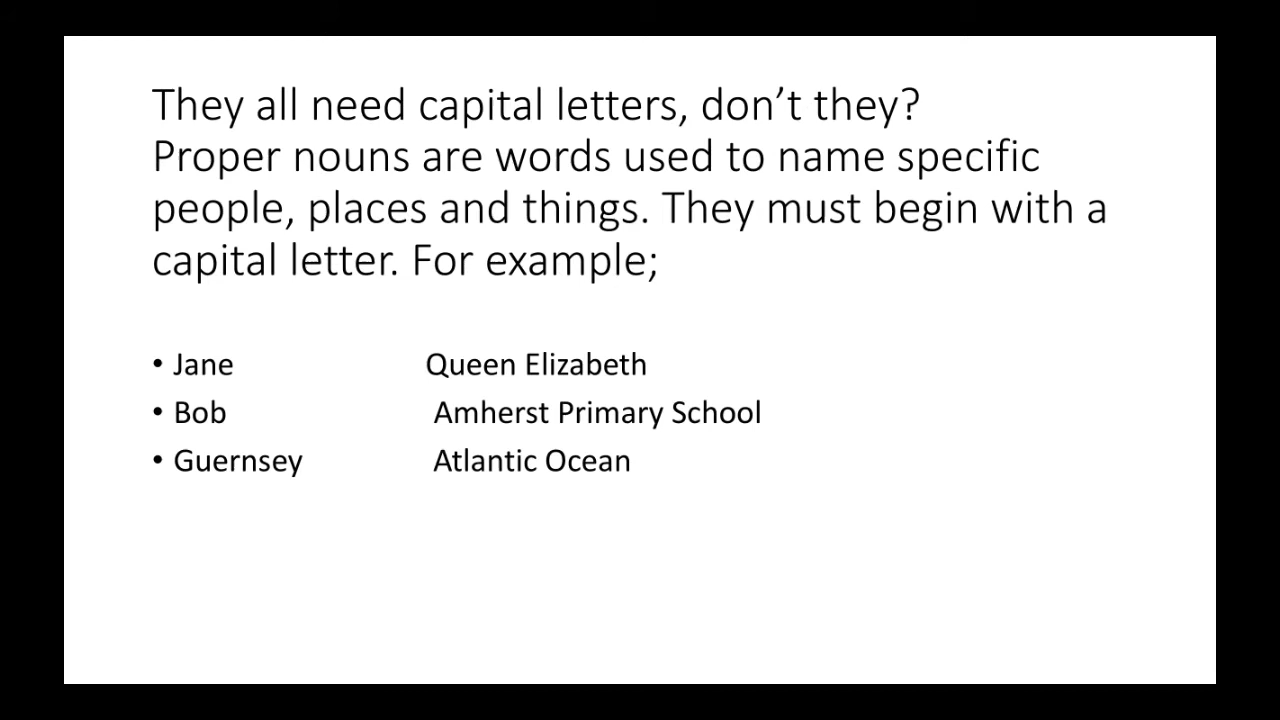 They all need capital letters, don’t they?
Proper nouns are words used to name specific
people, places and things. They must begin with a
capital letter. For example;
• Jane Queen Elizabeth
• Bob Amherst Primary School
• Guernsey Atlantic Ocean